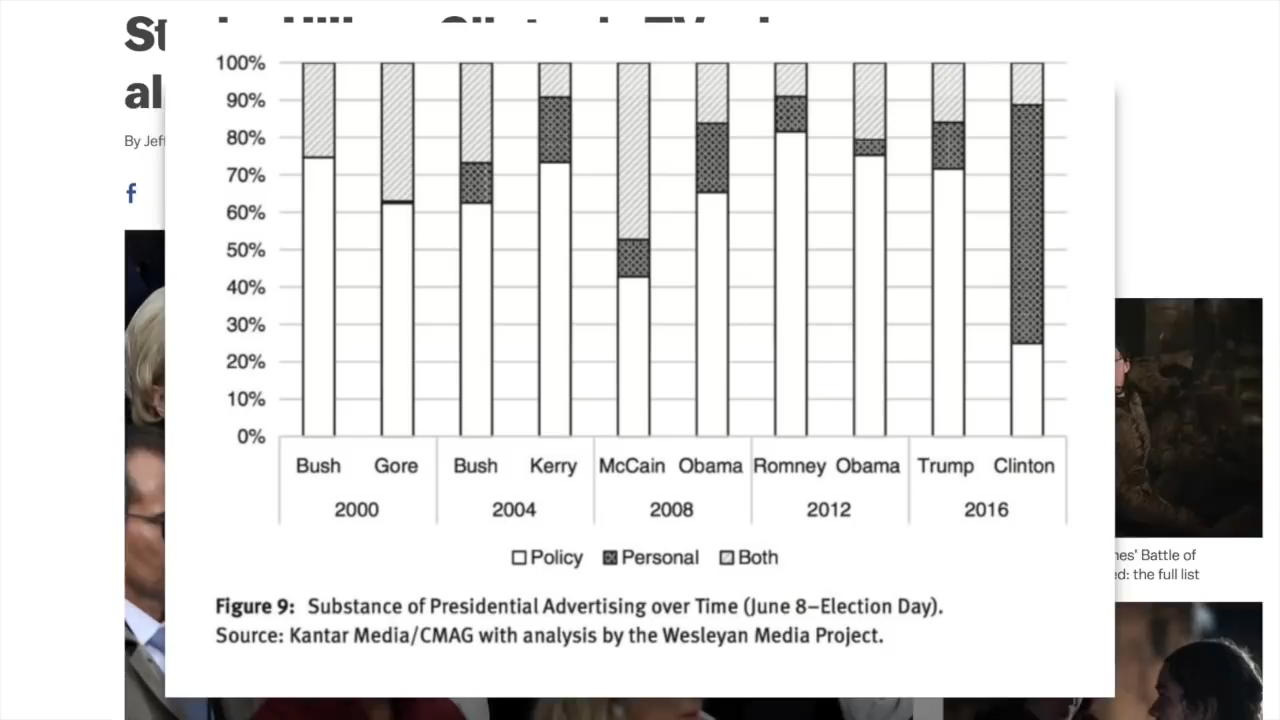 St
al
By Jeff
f
100%
90%
80%
70%
60%
50%
40%
30%
20%
10%
0%
Bush Gore Bush Kerry McCain Obama Romney Obama Trump Clinton
2000 2004 2008 2012 2016
Policy Personal Both
Figure 9: Substance of Presidential Advertising over Time (June 8–Election Day).
Source: Kantar Media/CMAG with analysis by the Wesleyan Media Project.
nes' Battle of
ed: the full list